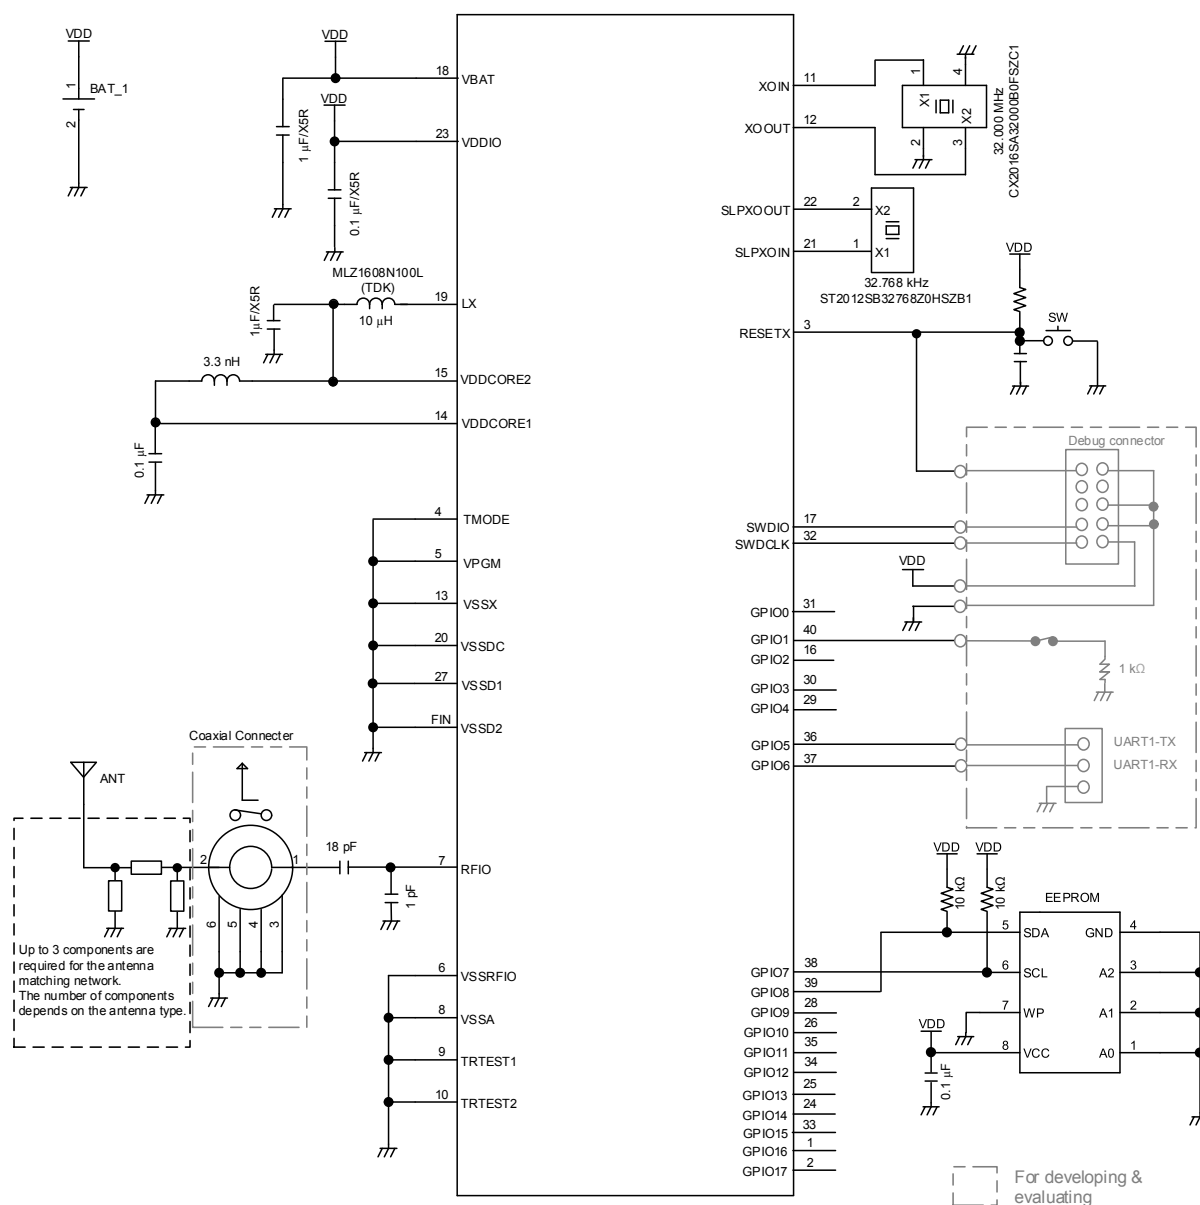 VDD
1
BAT_1
2
VDD
18
VBAT
1 µF/X5R
VDD
23
VDDIO
0.1 µF/X5R
MLZ1608N100L
(TDK)
10 µH
19
LX
1µF/X5R
3.3 nH
15
VDDCORE2
14
VDDCORE1
0.1 µF
4
TMODE
5
VPGM
13
VSSX
20
VSSDC
27
VSSD1
FIN
VSSD2
Coaxial Connecter
ANT
2
1
6
5
4
3
18 pF
1 pF
7
RFIO
Up to 3 components are
required for the antenna
matching network.
The number of components
depends on the antenna type.
6
VSSRFIO
8
VSSA
9
TRTEST1
10
TRTEST2
XOIN
11
XOOUT
12
1
4
X1
X2
2
3
32.000 MHz
CX2016SA32000B0FSZC1
SLPXOOUT
22
2
X2
SLPXOIN
21
1
X1
32.768 kHz
ST2012SB32768Z0HSZB1
VDD
RESETX
3
SW
Debug connector
SWDIO
17
SWDCLK
32
VDD
GPIO0
31
GPIO1
40
GPIO2
16
1 kΩ
GPIO3
30
GPIO4
29
GPIO5
36
UART1-TX
GPIO6
37
UART1-RX
VDD
VDD
10 kΩ
10 kΩ
EEPROM
5
SDA
GND
4
GPIO7
38
6
SCL
A2
3
GPIO8
39
GPIO9
28
7
WP
A1
2
GPIO10
26
VDD
GPIO11
35
8
VCC
A0
1
GPIO12
34
0.1 µF
GPIO13
25
GPIO14
24
GPIO15
33
GPIO16
1
GPIO17
2
For developing &
evaluating